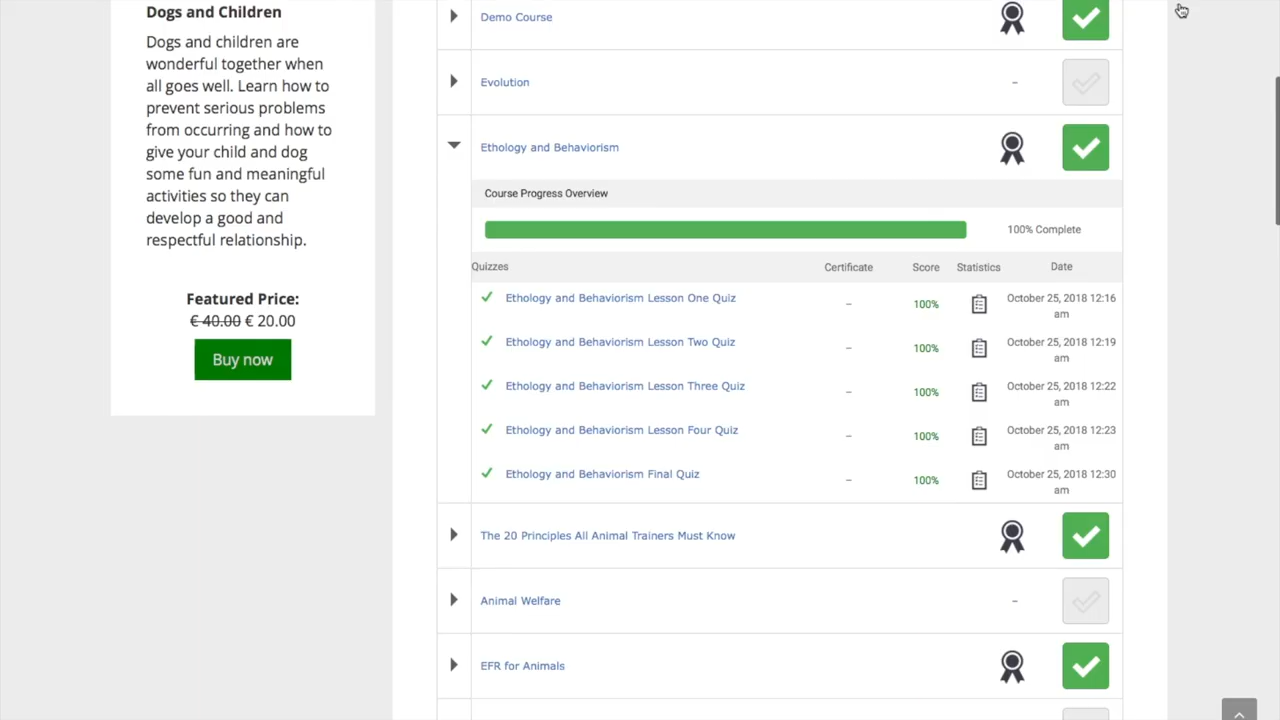 Dogs and Children
Dogs and children are
wonderful together when
all goes well. Learn how to
prevent serious problems
from occurring and how to
give your child and dog
some fun and meaningful
activities so they can
develop a good and
respectful relationship.
Featured Price:
€ 40.00 € 20.00
Buy now
Demo Course
Evolution –
Ethology and Behaviorism
Course Progress Overview
100% Complete
Quizzes Certificate Score Statistics Date
Ethology and Behaviorism Lesson One Quiz – 100% October 25, 2018 12:16
am
Ethology and Behaviorism Lesson Two Quiz – 100% October 25, 2018 12:19
am
Ethology and Behaviorism Lesson Three Quiz – 100% October 25, 2018 12:22
am
Ethology and Behaviorism Lesson Four Quiz – 100% October 25, 2018 12:23
am
Ethology and Behaviorism Final Quiz – 100% October 25, 2018 12:30
am
The 20 Principles All Animal Trainers Must Know
Animal Welfare –
EFR for Animals